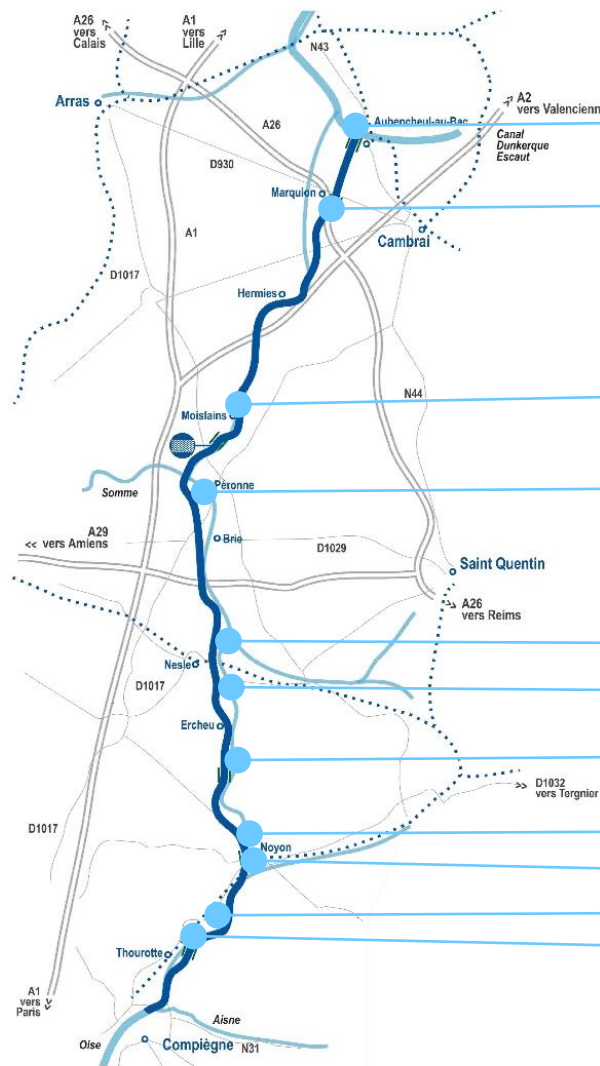 A26
vers
Calais
A1
vers
Lille
N43
Arras
A26
Aubencheul-au-Bac
A2
vers Valencienn
Canal
Dunkerque
Escaut
D930
Marquion
Cambrai
A1
D1017
Hermies
N44
Moislains
Somme
Péronne
A29
<< vers Amiens
Brie
D1029
Saint Quentin
A26
vers Reims
Nesle
D1017
Ercheu
D1032
vers Tergnier
D1017
Noyon
Thourotte
A1
vers
Paris
Aisne
Oise
Compiègne
N31